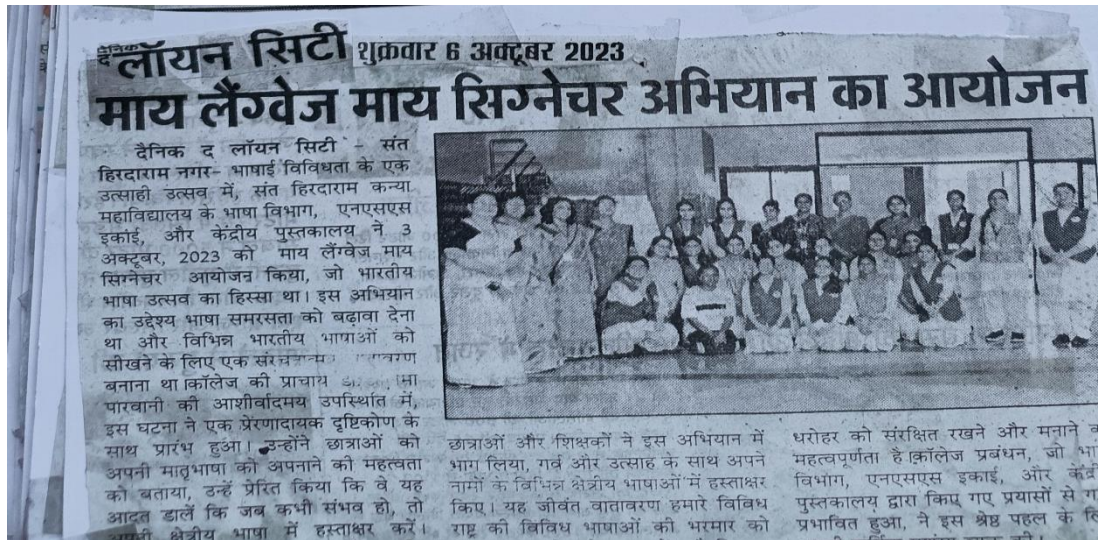 दैनिक
द लॉयन सिटी शुक्रवार 6 अक्टूबर 2023
माय लैंग्वेज माय सिग्नेचर अभियान का आयोजन
दैनिक द लॉयन सिटी - संत
हिरदाराम नगर- भाषाई विविधता के एक
उत्साही उत्सव में, संत हिरदाराम कन्या
महाविद्यालय के भाषा विभाग, एनएसएस
इकाई, और केंद्रीय पुस्तकालय ने 3
अक्टूबर, 2023 को माय लैंग्वेज माय
सिग्नेचर आयोजन किया, जो भारतीय
भाषा उत्सव का हिस्सा था। इस अभियान
का उद्देश्य भाषा समरसता को बढ़ावा देना
था और विभिन्न भारतीय भाषाओं को
सीखने के लिए एक
बनाना था।कॉलेज की
पारवानी की आशीर्वादमय उपस्थिति में,
इस घटना ने एक प्रेरणादायक दृष्टिकोण के
साथ प्रारंभ हुआ। उन्होंने छात्राओं को
अपनी मातृभाषा को अपनाने की महत्वता
को बताया, उन्हें प्रेरित किया कि वे यह
आदत डालें कि जब कभी संभव हो, तो
अपनी क्षेत्रीय भाषा में हस्ताक्षर करें।
छात्राओं और शिक्षकों ने इस अभियान में
भाग लिया, गर्व और उत्साह के साथ अपने
नामों के विभिन्न क्षेत्रीय भाषाओं में हस्ताक्षर
किए। यह जीवंत वातावरण हमारे विविध
राष्ट्र की विविध भाषाओं की भरमार को
धरोहर को संरक्षित रखने और मनाने
महत्वपूर्णता है।कॉलेज प्रबंधन, जो
विभाग, एनएसएस इकाई, और
पुस्तकालय द्वारा किए गए प्रयासों से
प्रभावित हुआ, ने इस श्रेष्ठ पहल के